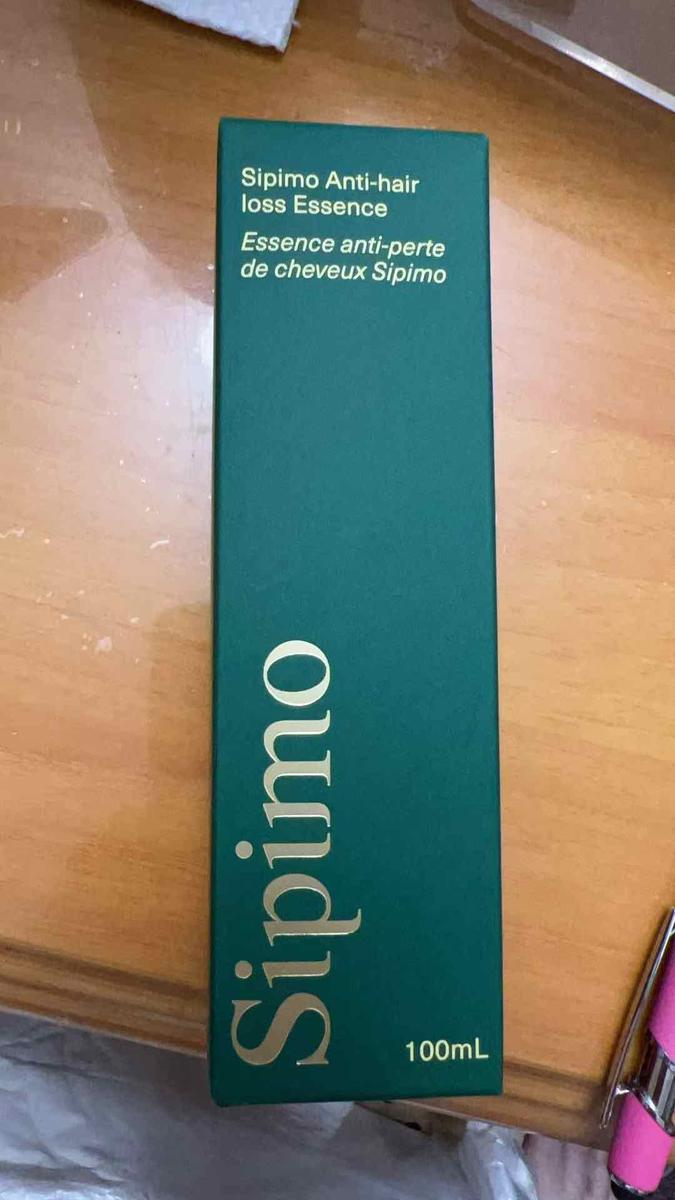 Sipimo Anti-hair
loss Essence
Essence anti-perte
de cheveux Sipimo
Sipimo
100mL